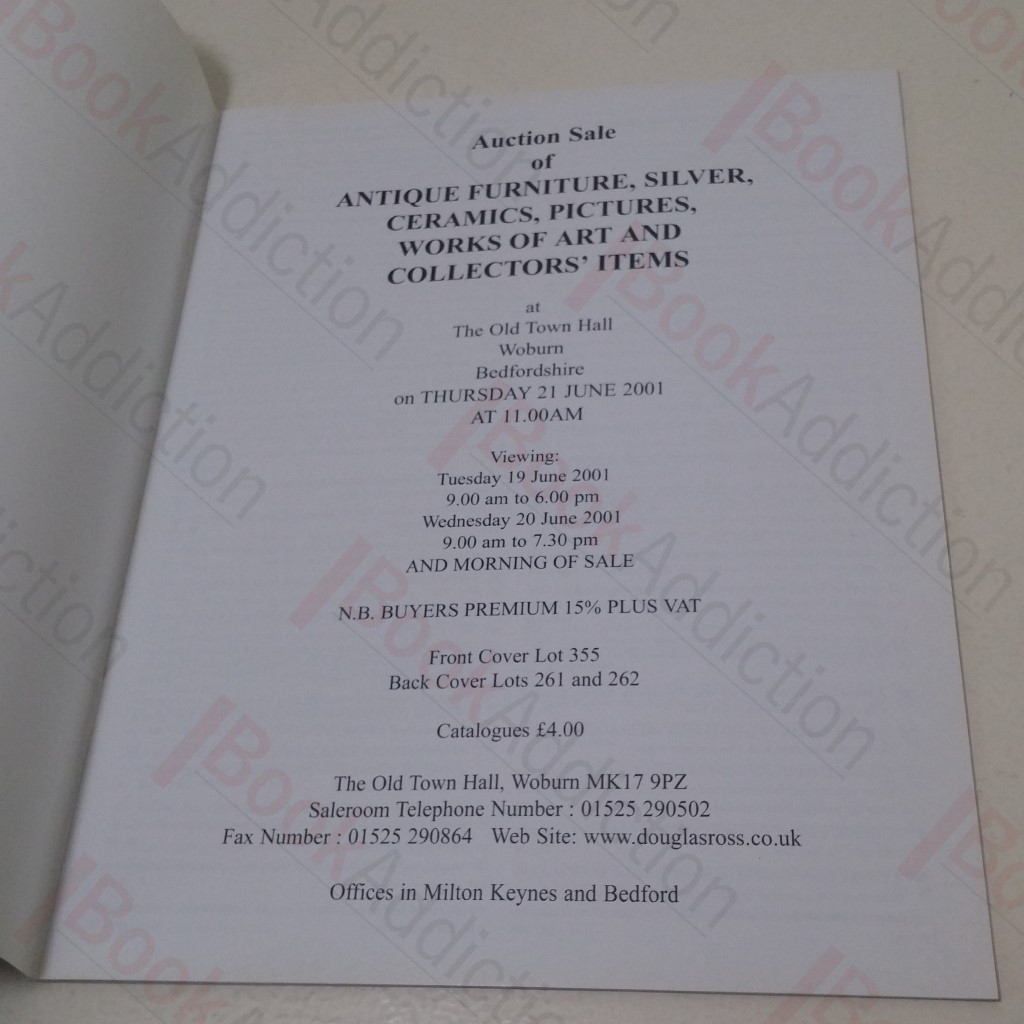 Auction Sale
of
ANTIQUE FURNITURE, SILVER,
CERAMICS, PICTURES,
WORKS OF ART AND
COLLECTORS' ITEMS
at
The Old Town Hall
Woburn
Bedfordshire
on THURSDAY 21 JUNE 2001
AT 11.00AM
Viewing:
Tuesday 19 June 2001
9.00 am to 6.00 pm
Wednesday 20 June 2001
9.00 am to 7.30 pm
AND MORNING OF SALE
N.B. BUYERS PREMIUM 15% PLUS VAT
Front Cover Lot 355
Back Cover Lots 261 and 262
Catalogues £4.00
The Old Town Hall, Woburn MK17 9PZ
Saleroom Telephone Number : 01525 290502
Fax Number : 01525 290864 Web Site: www.douglasross.co.uk
Offices in Milton Keynes and Bedford
BookAddiction